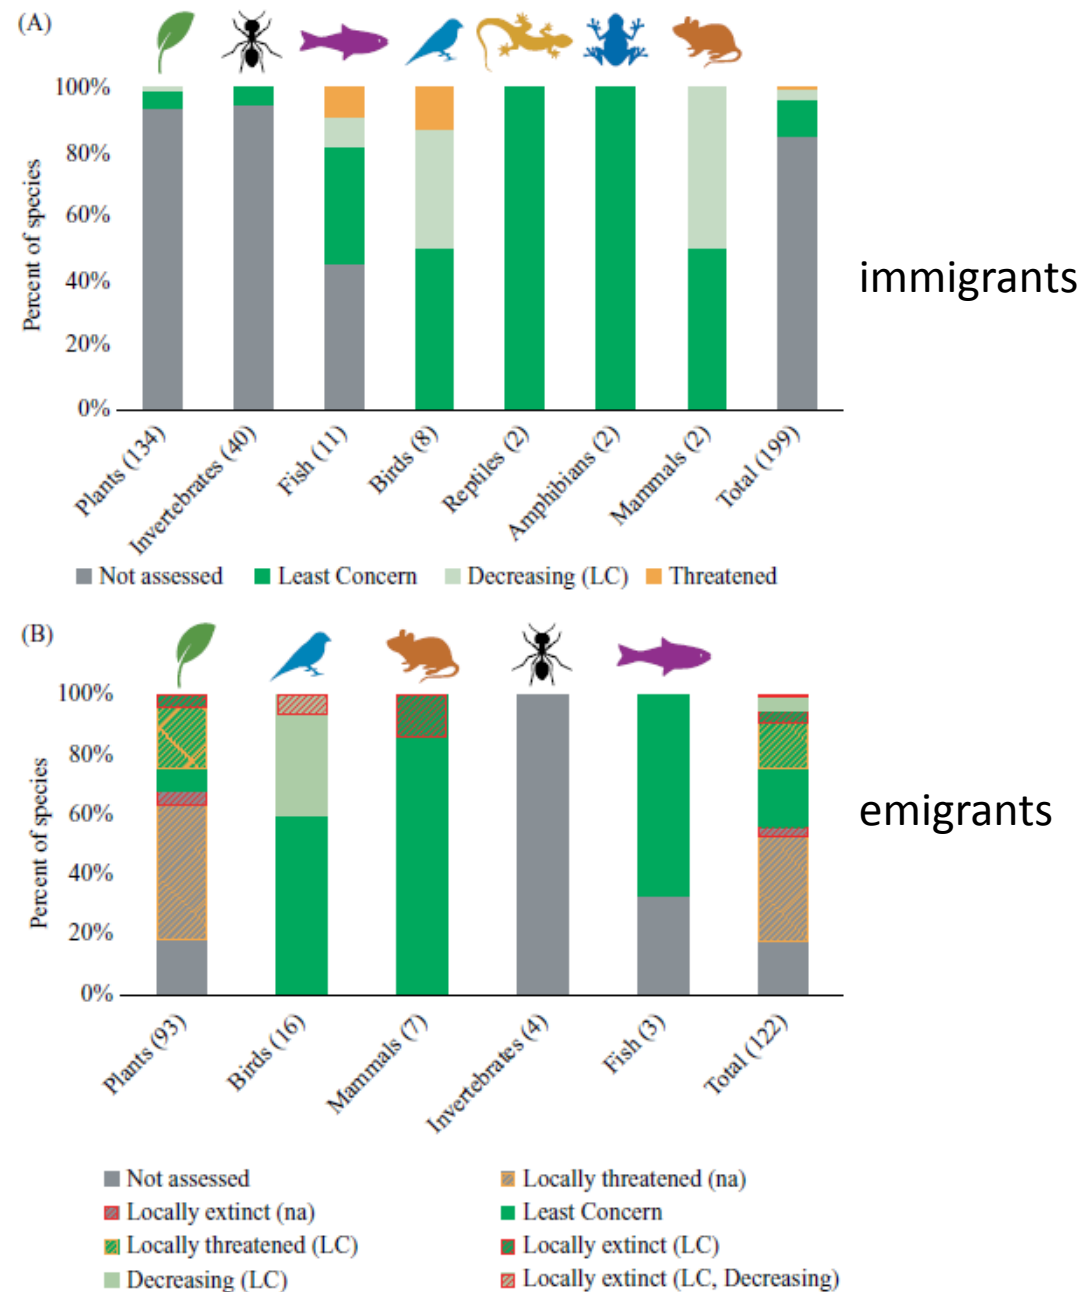 (A)
100%
80%
60%
40%
20%
0%
Percent of species
Plants (134)
Invertebrates (40)
Fish (11)
Birds (8)
Reptiles (2)
Amphibians (2)
Mammals (2)
Total (199)
immigrants
Not assessed Least Concern Decreasing (LC) Threatened
(B)
100%
80%
60%
40%
20%
0%
Percent of species
Plants (93)
Birds (16)
Mammals (7)
Invertebrates (4)
Fish (3)
Total (122)
emigrants
Not assessed Locally threatened (na)
Locally extinct (na) Least Concern
Locally threatened (LC) Locally extinct (LC)
Decreasing (LC) Locally extinct (LC, Decreasing)